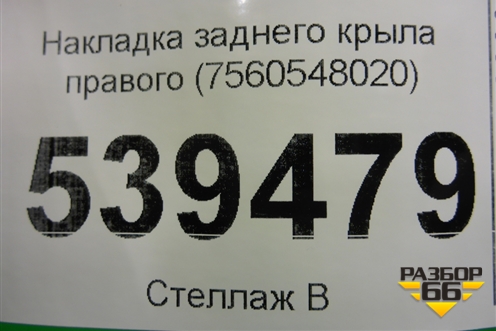 Накладка заднего крыла
правого (7560548020)
539479
Стеллаж В
РАЗБОР
66